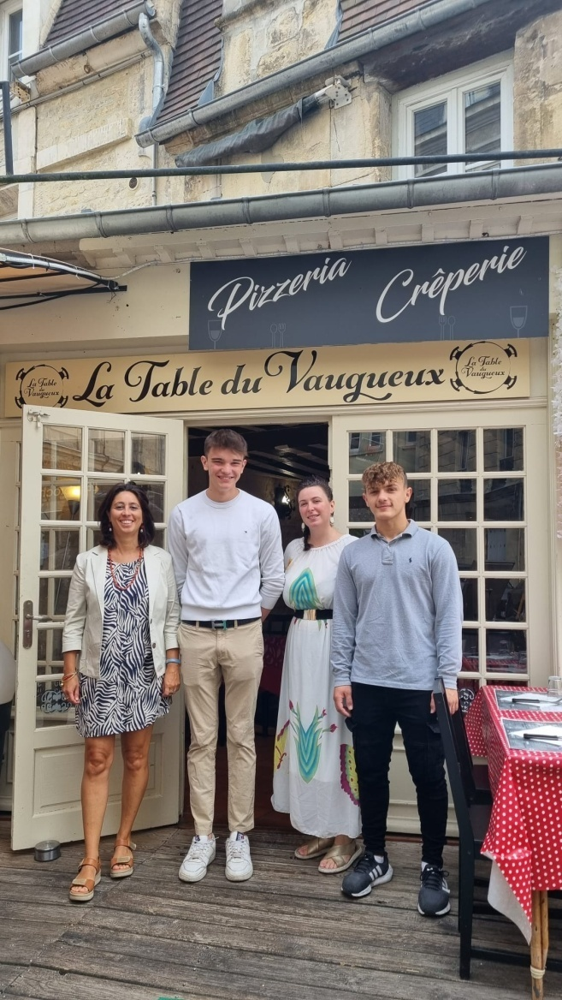 Pizzeria Crêperie
La Table du Vaugueux
La Table
du
Vaugueux
La Table
du
Vaugueux